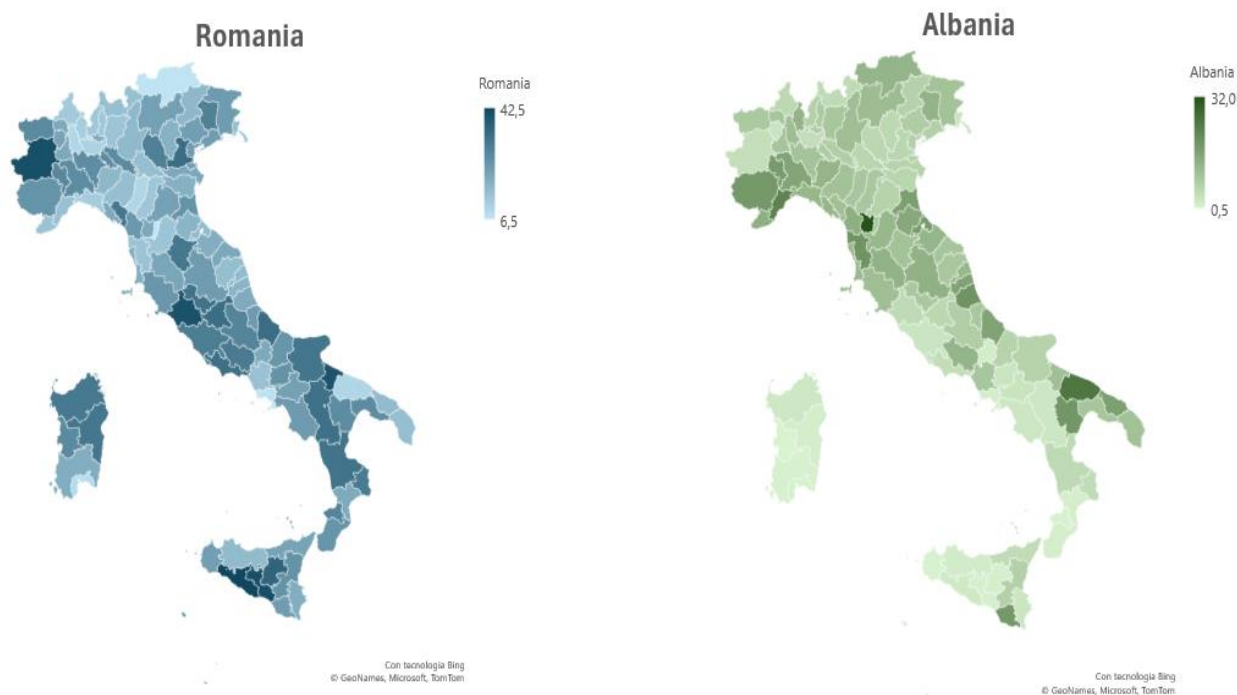 Romania
Romania
42,5
6,5
Con tecnologia Bing
© GeoNames, Microsoft, TomTom
Albania
Albania
32,0
0,5
Con tecnologia Bing
© GeoNames, Microsoft, TomTom